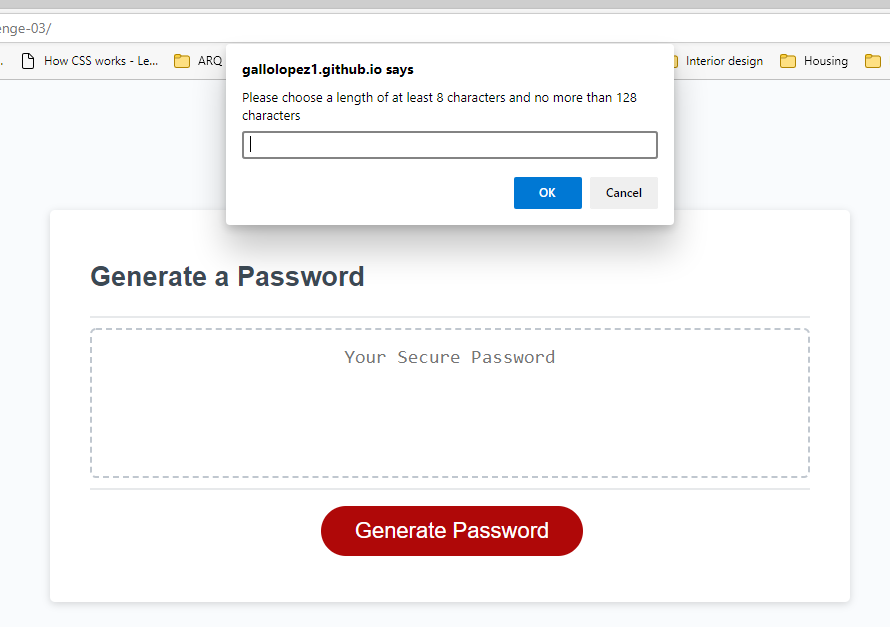 enge-03/
How CSS works - Le...
ARQ
Interior design
Housing
gallolopez1.github.io says
Please choose a length of at least 8 characters and no more than 128
characters
OK
Cancel
Generate a Password
Your Secure Password
Generate Password